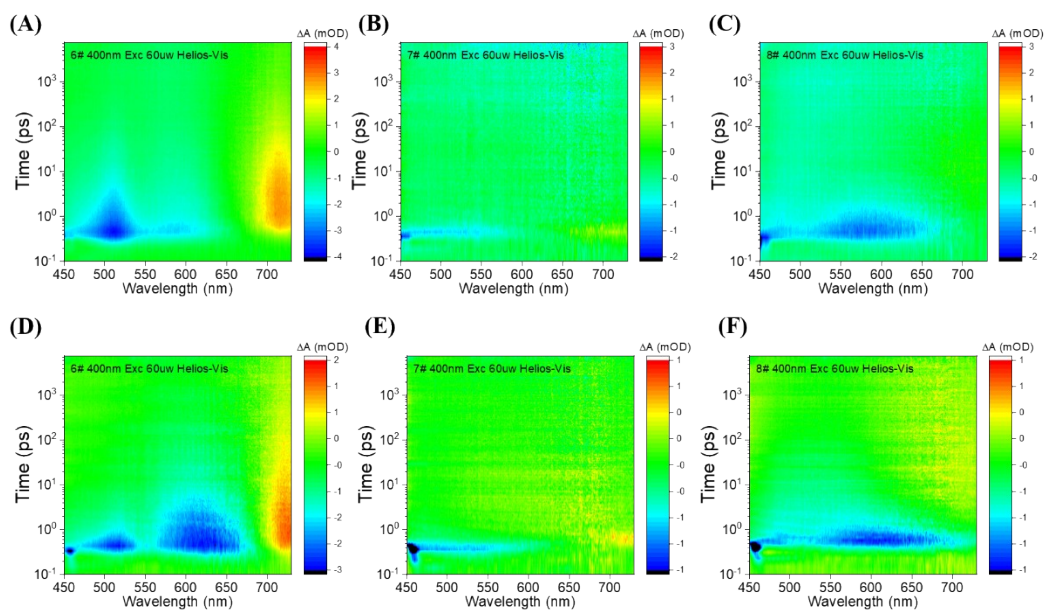 (A)
6# 400nm Exc 60uw Helios-Vis
ΔA (mOD)
4
3
2
1
-0
-1
-2
-3
-4
10³
10²
10¹
10⁰
10⁻¹
Time (ps)
450 500 550 600 650 700
Wavelength (nm)
(B)
7# 400nm Exc 60uw Helios-Vis
ΔA (mOD)
3
2
1
1
-0
-1
-1
-2
10³
10²
10¹
10⁰
10⁻¹
Time (ps)
450 500 550 600 650 700
Wavelength (nm)
(C)
8# 400nm Exc 60uw Helios-Vis
ΔA (mOD)
3
2
1
1
-0
-1
-1
-2
10³
10²
10¹
10⁰
10⁻¹
Time (ps)
450 500 550 600 650 700
Wavelength (nm)
(D)
6# 400nm Exc 60uw Helios-Vis
ΔA (mOD)
2
1
1
-0
-1
-2
-2
-3
10³
10²
10¹
10⁰
10⁻¹
Time (ps)
450 500 550 600 650 700
Wavelength (nm)
(E)
7# 400nm Exc 60uw Helios-Vis
ΔA (mOD)
1
1
0
-0
-0
-1
-1
10³
10²
10¹
10⁰
10⁻¹
Time (ps)
450 500 550 600 650 700
Wavelength (nm)
(F)
8# 400nm Exc 60uw Helios-Vis
ΔA (mOD)
1
1
0
-0
-0
-1
-1
10³
10²
10¹
10⁰
10⁻¹
Time (ps)
450 500 550 600 650 700
Wavelength (nm)